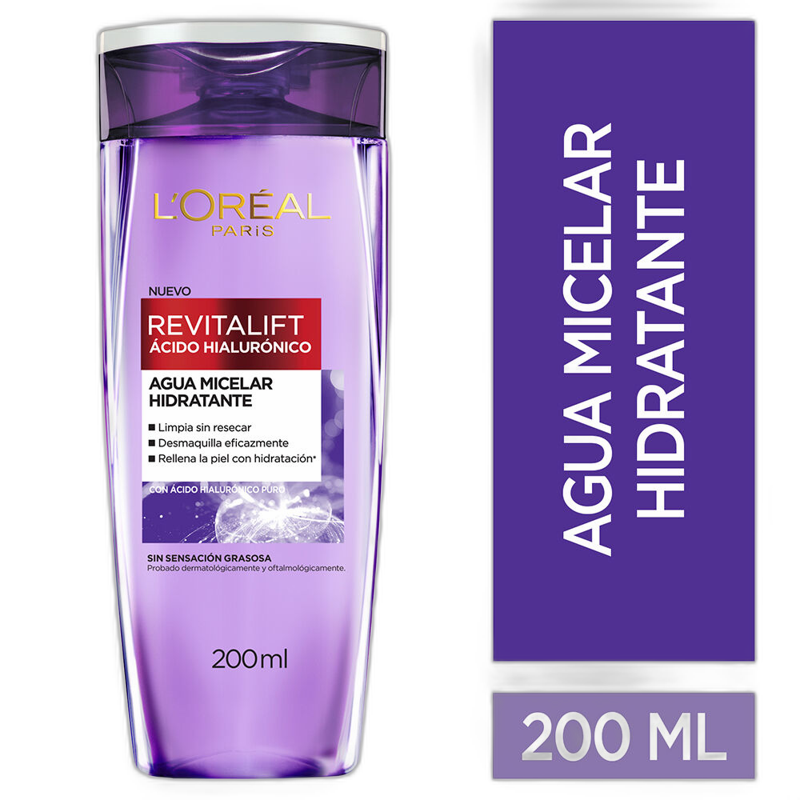 L'ORÉAL
PARiS
NUEVO
REVITALIFT
ÁCIDO HIALURÓNICO
AGUA MICELAR
HIDRATANTE
■ Limpia sin resecar
■ Desmaquilla eficazmente
■ Rellena la piel con hidratación*
CON ÁCIDO HIALURÓNICO PURO
SIN SENSACIÓN GRASOSA
Probado dermatológicamente y oftalmológicamente.
200ml
AGUA MICELAR
HIDRATANTE
200 ML